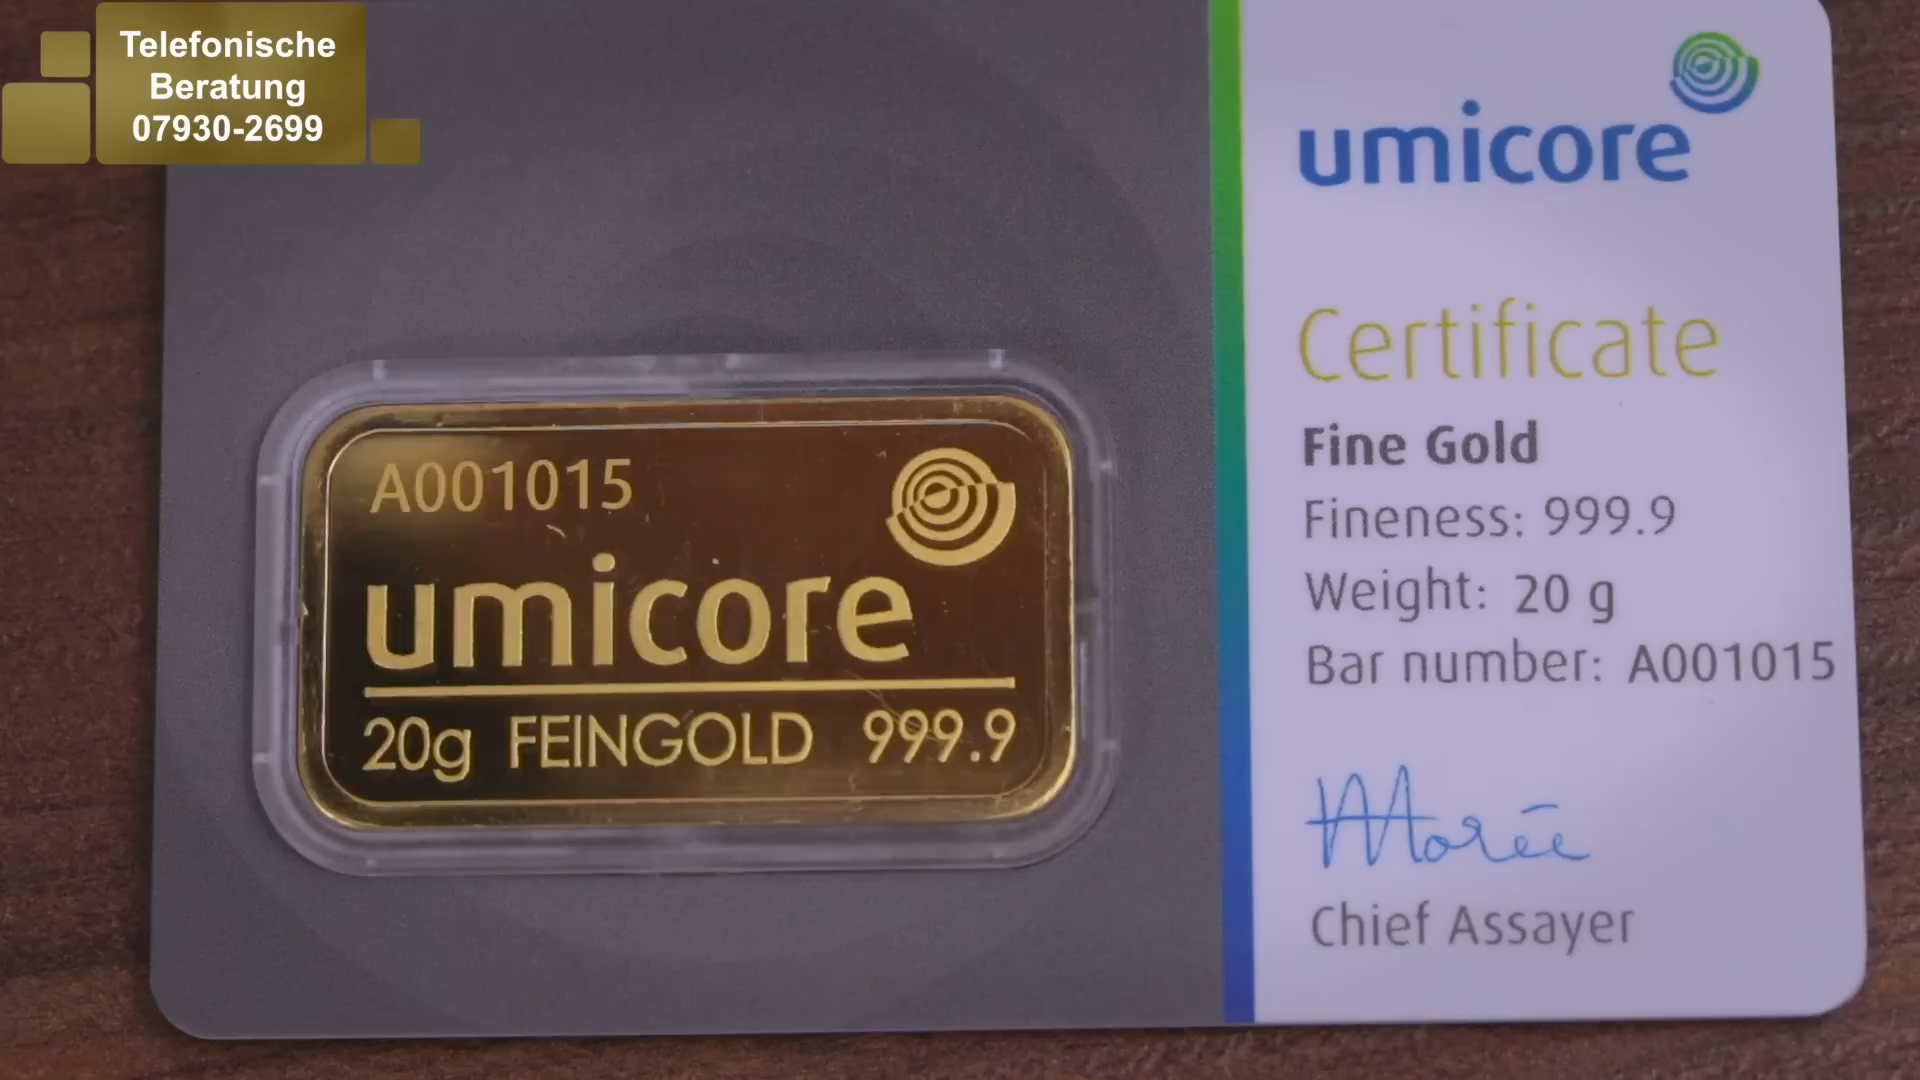 Telefonische
Beratung
07930-2699
A001015
umicore
20g FEINGOLD 999.9
umicore
Certificate
Fine Gold
Fineness: 999.9
Weight: 20 g
Bar number: A001015
Morée
Chief Assayer